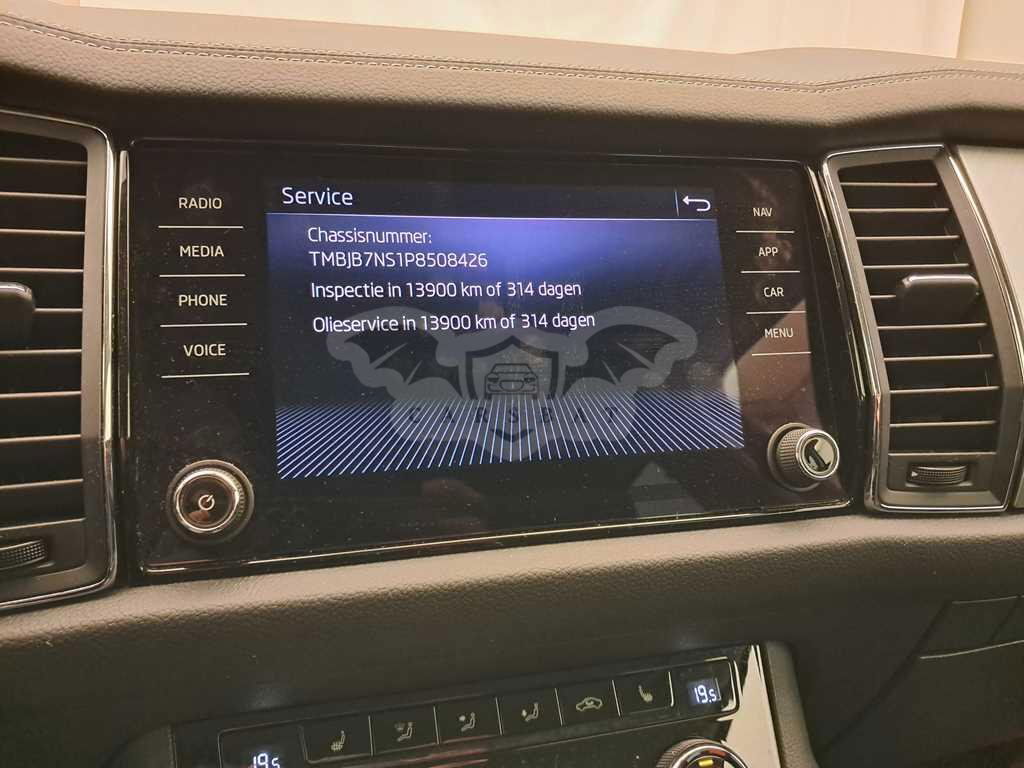 Service
RADIO
MEDIA
PHONE
VOICE
Chassisnummer:
TMBJB7NS1P8508426
Inspectie in 13900 km of 314 dagen
Olieservice in 13900 km of 314 dagen
CARSBAT
NAV
APP
CAR
MENU
19.5
19.5